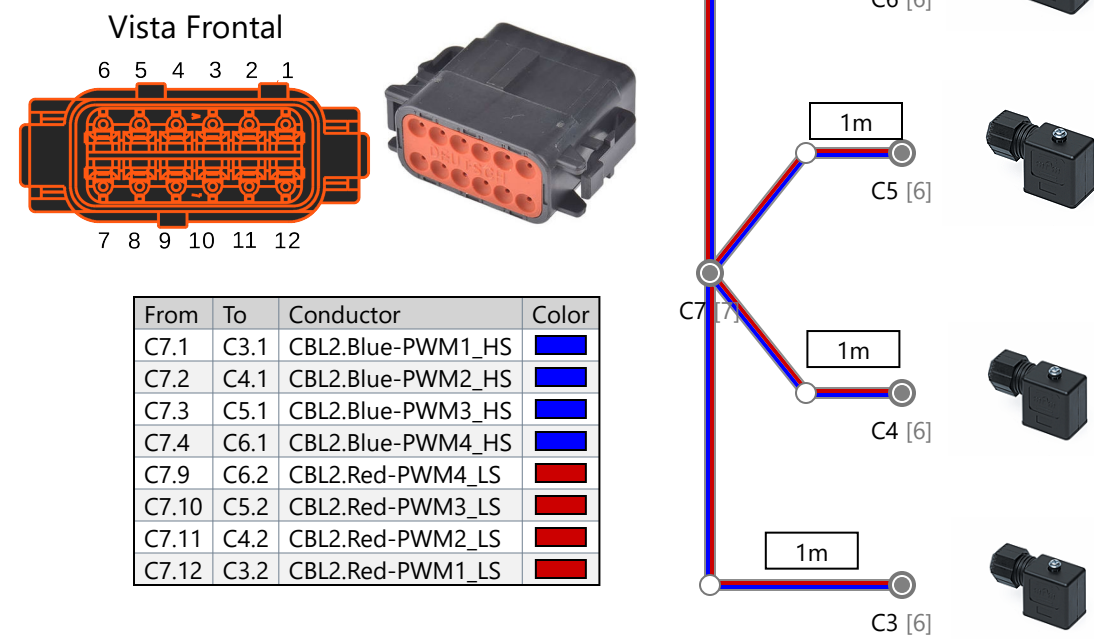 Vista Frontal
6 5 4 3 2 1
7 8 9 10 11 12
From To Conductor Color
C7.1 C3.1 CBL2.Blue-PWM1_HS
C7.2 C4.1 CBL2.Blue-PWM2_HS
C7.3 C5.1 CBL2.Blue-PWM3_HS
C7.4 C6.1 CBL2.Blue-PWM4_HS
C7.9 C6.2 CBL2.Red-PWM4_LS
C7.10 C5.2 CBL2.Red-PWM3_LS
C7.11 C4.2 CBL2.Red-PWM2_LS
C7.12 C3.2 CBL2.Red-PWM1_LS
C6 [6]
1m
C5 [6]
C7 [7]
1m
C4 [6]
1m
C3 [6]